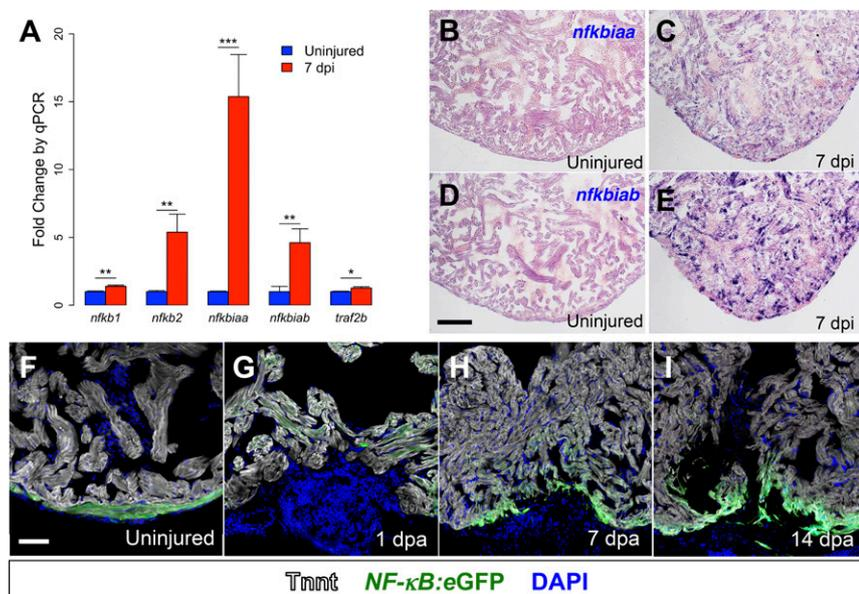 A
20
15
10
5
0
Fold Change by qPCR
Uninjured
7 dpi
**
**
***
**
*
nfkb1
nfkb2
nfkbiaa
nfkbiab
traf2b
B
nfkbiaa
Uninjured
C
7 dpi
D
nfkbiab
Uninjured
E
7 dpi
F
Uninjured
G
1 dpa
H
7 dpa
I
14 dpa
Tnnt NF-κB:eGFP DAPI